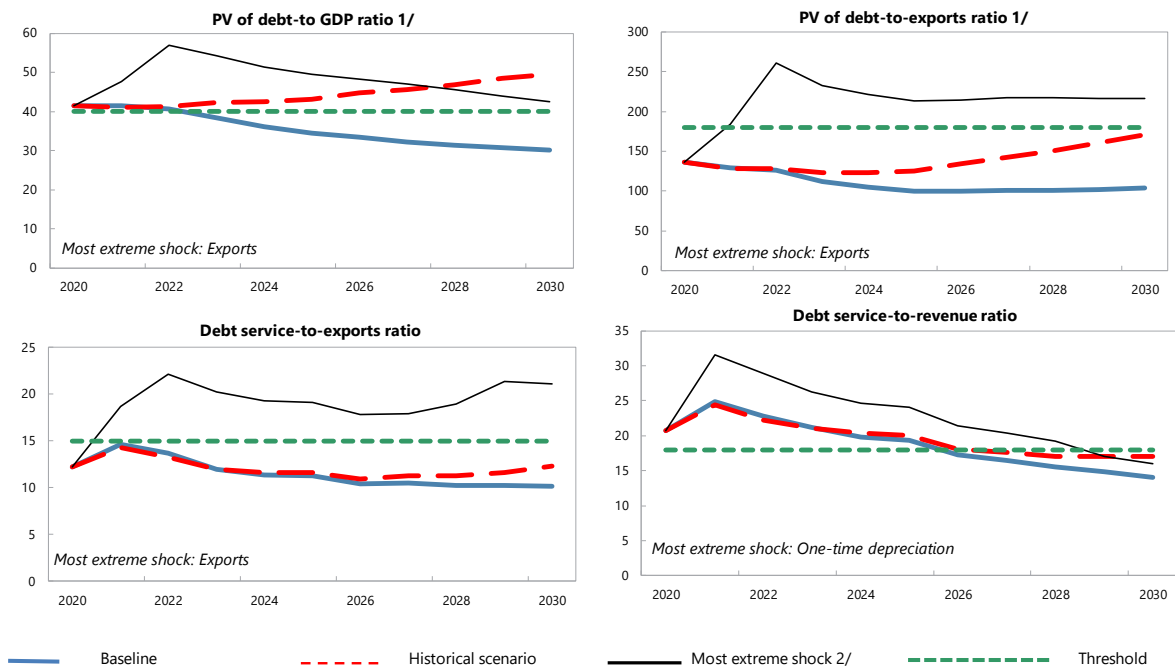 PV of debt-to GDP ratio 1/
60
50
40
30
20
10
0
Most extreme shock: Exports
2020 2022 2024 2026 2028 2030
PV of debt-to-exports ratio 1/
300
250
200
150
100
50
0
Most extreme shock: Exports
2020 2022 2024 2026 2028 2030
Debt service-to-exports ratio
25
20
15
10
5
0
Most extreme shock: Exports
2020 2022 2024 2026 2028 2030
Debt service-to-revenue ratio
35
30
25
20
15
10
5
0
Most extreme shock: One-time depreciation
2020 2022 2024 2026 2028 2030
Baseline Historical scenario Most extreme shock 2/ Threshold